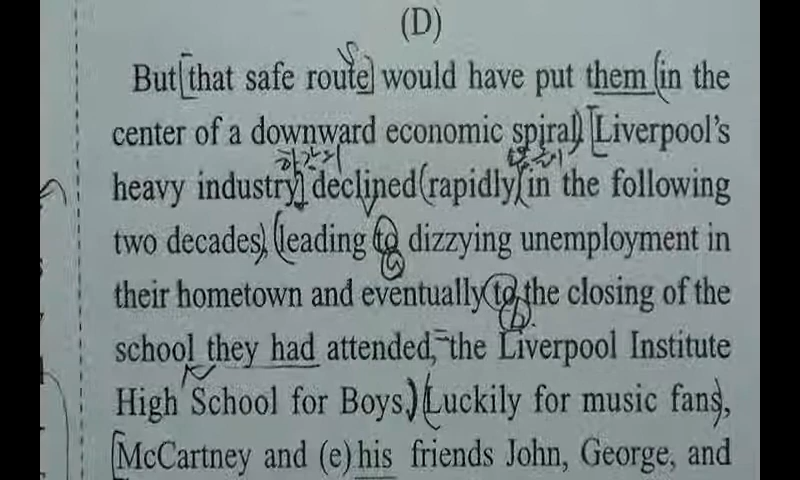 (D)
But that safe route would have put them in the
center of a downward economic spiral. Liverpool's
heavy industry declined rapidly in the following
two decades, leading to dizzying unemployment in
their hometown and eventually to the closing of the
school they had attended, the Liverpool Institute
High School for Boys. Luckily for music fans,
McCartney and (e) his friends John, George, and